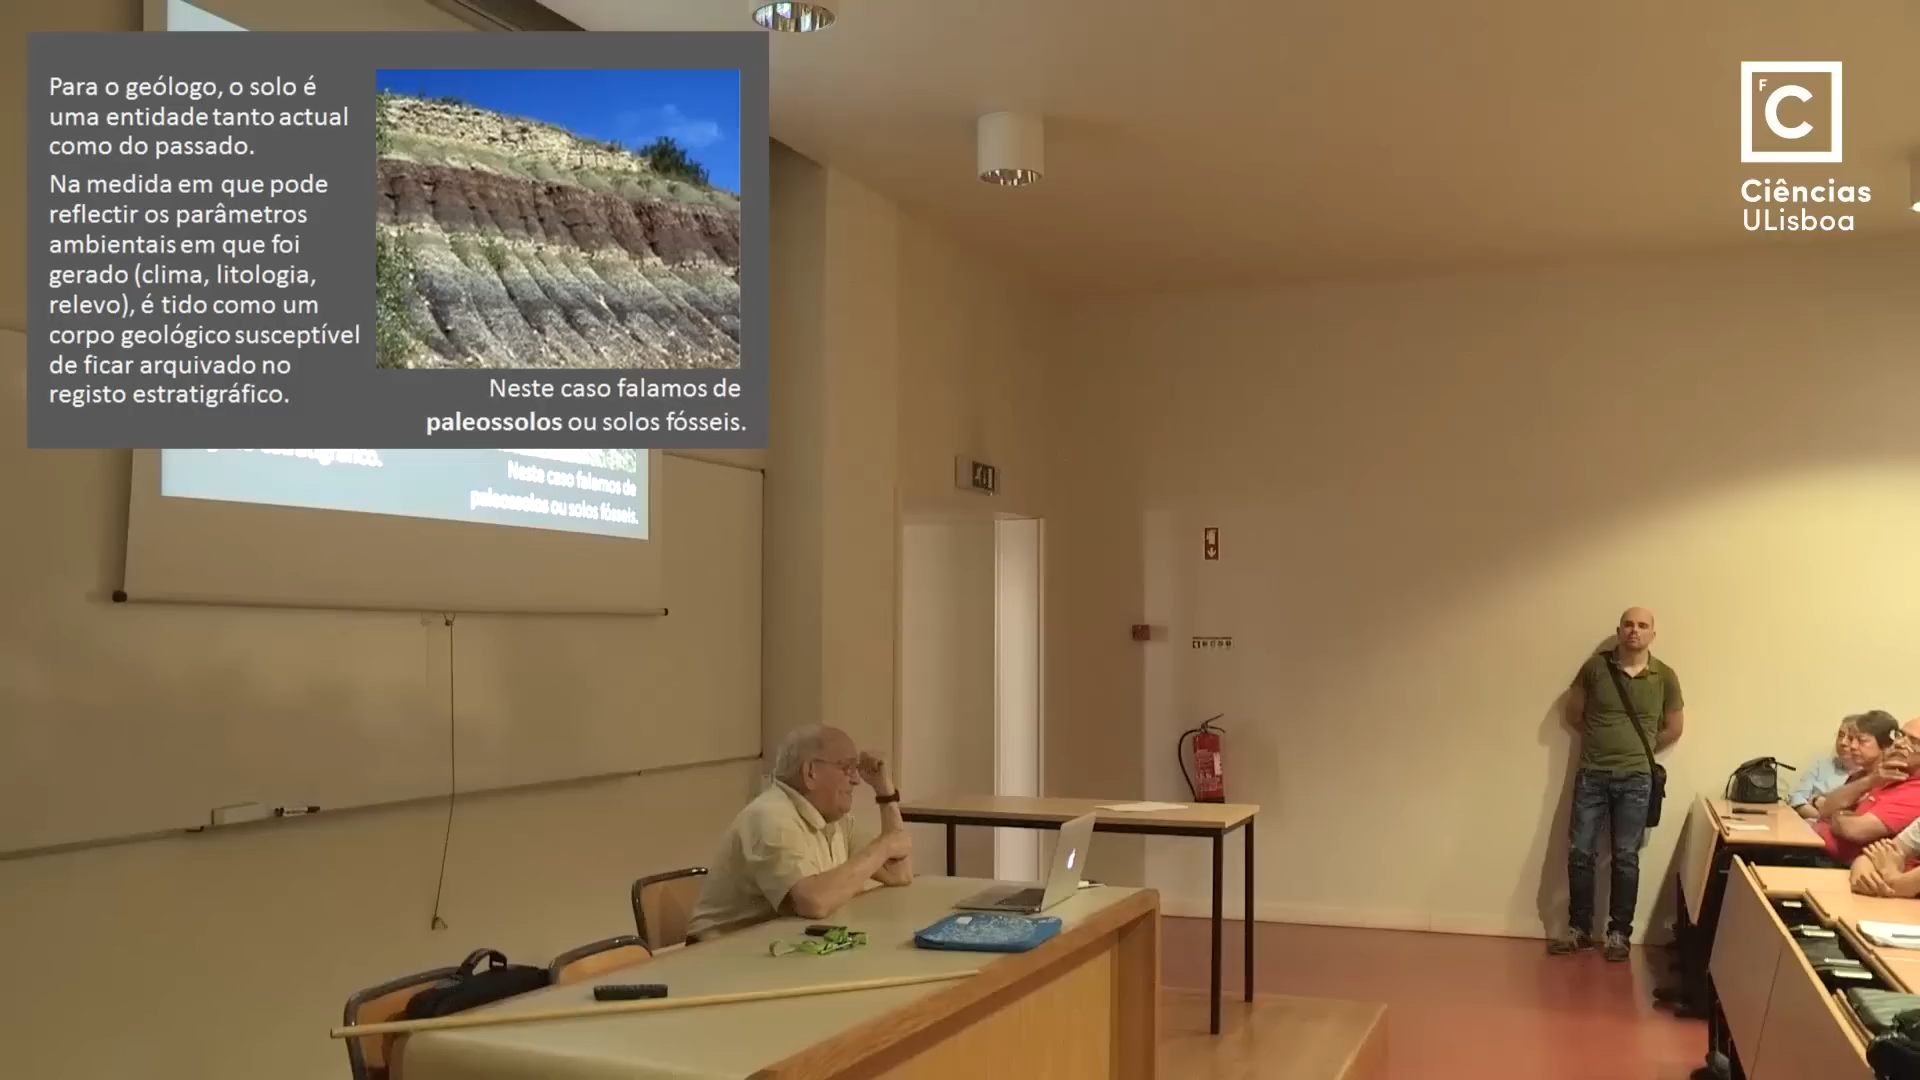 Para o geólogo, o solo é
uma entidade tanto actual
como do passado.
Na medida em que pode
reflectir os parâmetros
ambientais em que foi
gerado (clima, litologia,
relevo), é tido como um
corpo geológico susceptível
de ficar arquivado no
registo estratigráfico.
Neste caso falamos de
paleossolos ou solos fósseis.
F
C
Ciências
ULisboa
estratigráfico.
Neste caso falamos de
paleossolos ou solos fósseis.